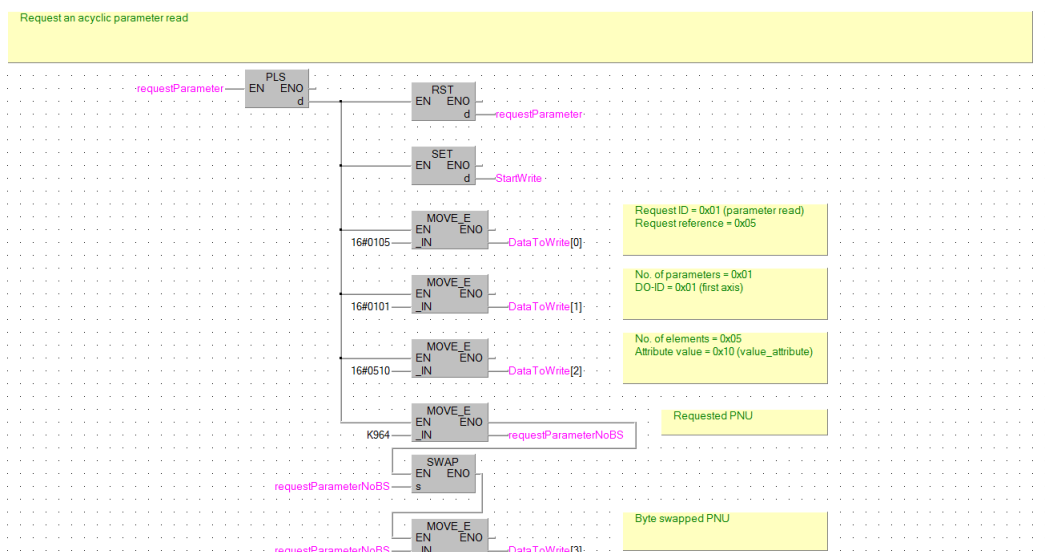 Request an acyclic parameter read
PLS
requestParameter EN ENO
d
RST
EN ENO
d requestParameter
SET
EN ENO
d StartWrite
MOVE_E
EN ENO
16#0105 _IN DataToWrite[0]
Request ID = 0x01 (parameter read)
Request reference = 0x05
MOVE_E
EN ENO
16#0101 _IN DataToWrite[1]
No. of parameters = 0x01
DO-ID = 0x01 (first axis)
MOVE_E
EN ENO
16#0510 _IN DataToWrite[2]
No. of elements = 0x05
Attribute value = 0x10 (value_attribute)
MOVE_E
EN ENO
K964 _IN requestParameterNoBS
Requested PNU
SWAP
EN ENO
requestParameterNoBS s
MOVE_E
EN ENO
requestParameterNoBS _IN DataToWrite[3]
Byte swapped PNU